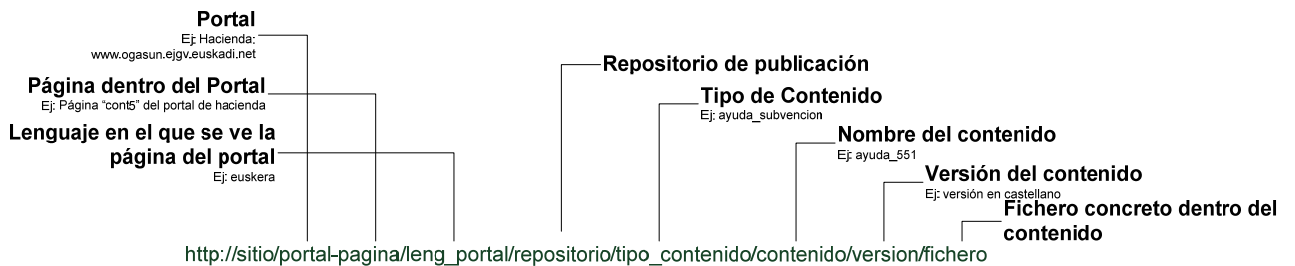 Portal
Ej: Hacienda:
www.ogasun.ejgv.euskadi.net
Página dentro del Portal
Ej: Página “cont5” del portal de hacienda
Lenguaje en el que se ve la
página del portal
Ej: euskera
Repositorio de publicación
Tipo de Contenido
Ej: ayuda_subvencion
Nombre del contenido
Ej: ayuda_551
Versión del contenido
Ej: versión en castellano
Fichero concreto dentro del
contenido
http://sitio/portal-pagina/leng_portal/repositorio/tipo_contenido/contenido/version/fichero